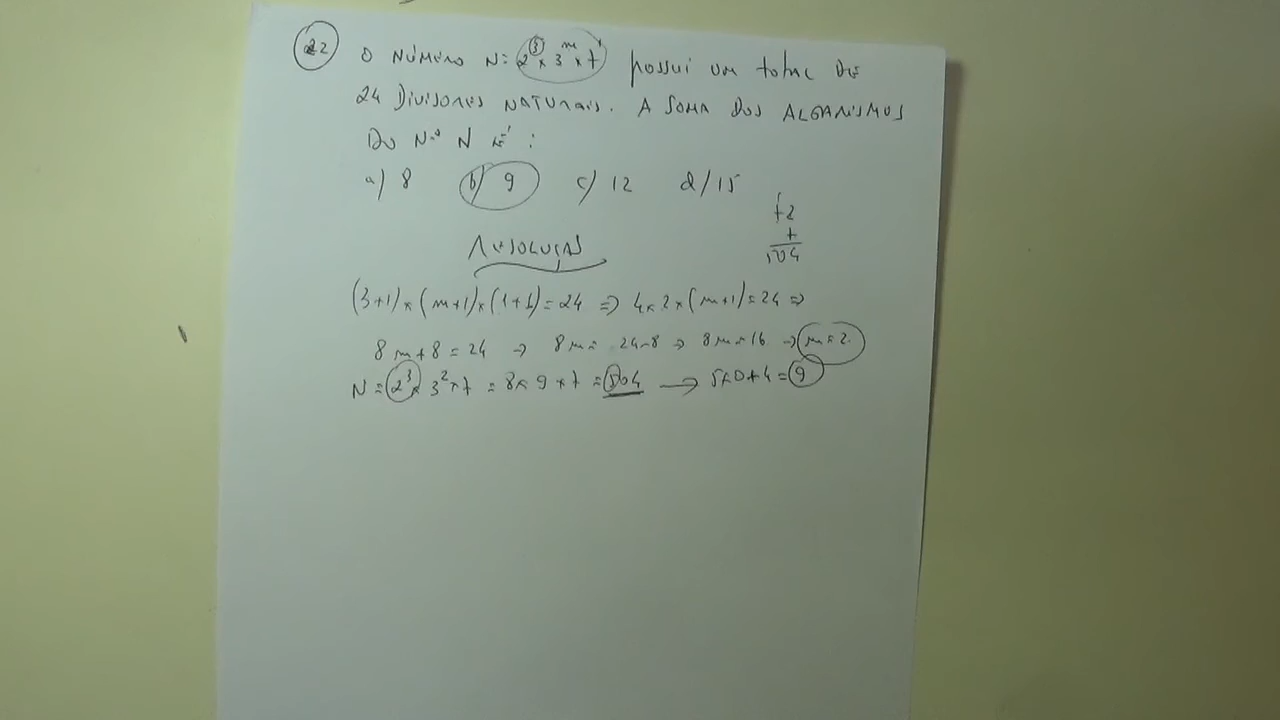 22 O NÚMERO N = 2³ × 3ᵐ × 7¹ POSSUI UM TOTAL DE
24 DIVISORES NATURAIS. A SOMA DOS ALGARISMOS
DO Nº N É:
a) 8 b) 9 c) 12 d) 15
72
7
504
RESOLUÇÃO
(3+1) × (m+1) × (1+1) = 24 ⇒ 4 × 2 × (m+1) = 24 ⇒
8m + 8 = 24 → 8m = 24 - 8 → 8m = 16 → m = 2
N = 2³ × 3² × 7 = 8 × 9 × 7 = 504 → 5+0+4 = 9